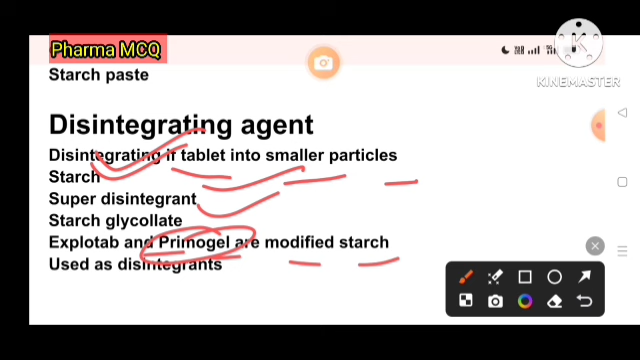 Pharma MCQ
KINEMASTER
Starch paste
Disintegrating agent
Disintegrating if tablet into smaller particles
Starch
Super disintegrant
Starch glycollate
Explotab and Primogel are modified starch
Used as disintegrants